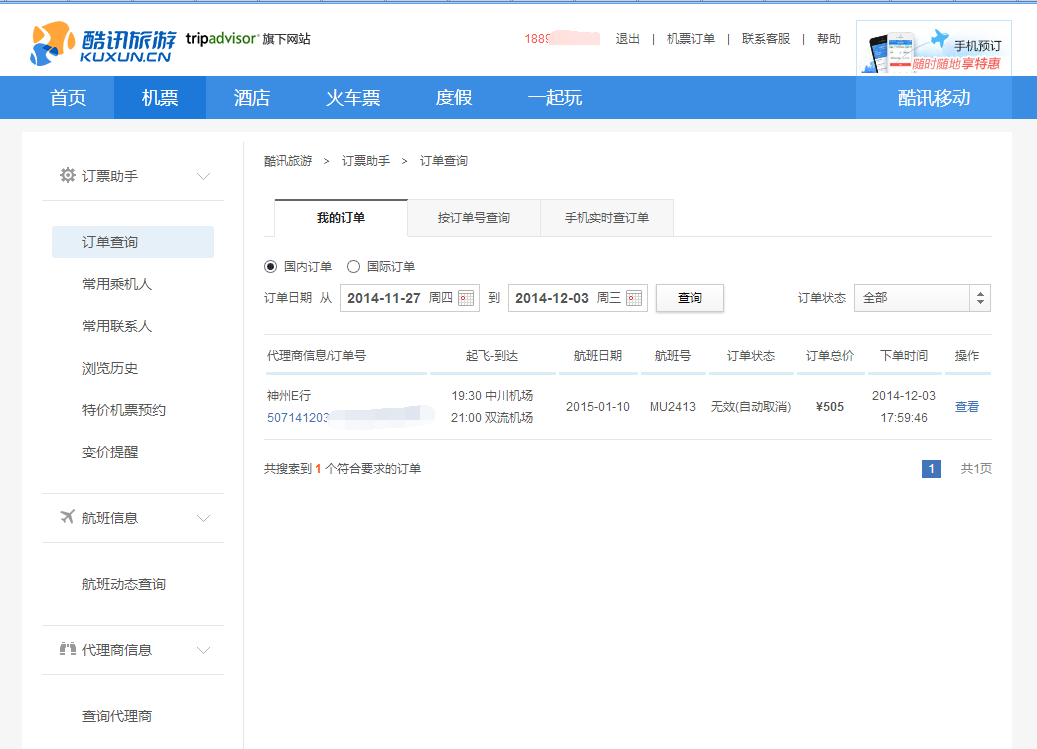 酷讯旅游
KUXUN.CN
tripadvisor® 旗下网站
1889 退出 | 机票订单 | 联系客服 | 帮助
手机预订
随时随地享特惠
首页 机票 酒店 火车票 度假 一起玩 酷讯移动
订票助手
订单查询
常用乘机人
常用联系人
浏览历史
特价机票预约
变价提醒
航班信息
航班动态查询
代理商信息
查询代理商
酷讯旅游 > 订票助手 > 订单查询
我的订单 按订单号查询 手机实时查订单
国内订单 国际订单
订单日期 从 2014-11-27 周四 到 2014-12-03 周三 查询 订单状态 全部
代理商信息/订单号 起飞-到达 航班日期 航班号 订单状态 订单总价 下单时间 操作
神州E行 19:30 中川机场 2015-01-10 MU2413 无效(自动取消) ¥505 2014-12-03 查看
507141203 21:00 双流机场 17:59:46
共搜索到 1 个符合要求的订单 1 共1页